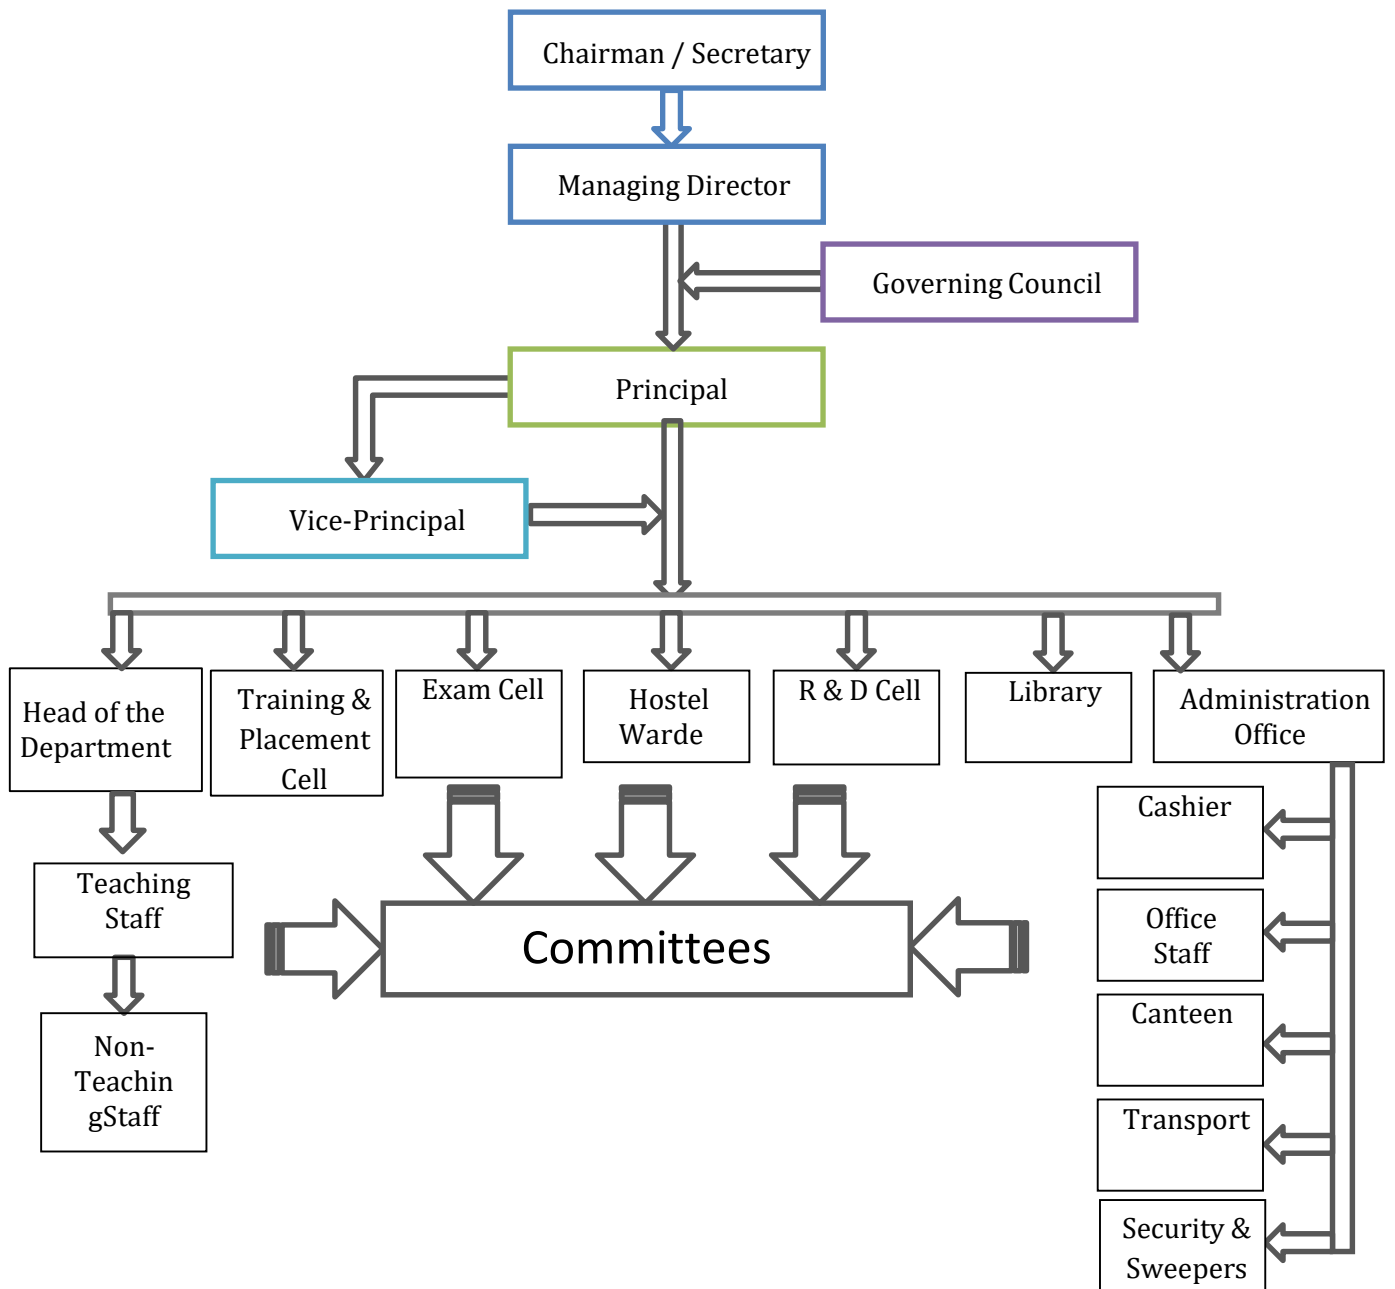 Chairman / Secretary
Managing Director
Governing Council
Principal
Vice-Principal
Head of the
Department
Training &
Placement
Cell
Exam Cell
Hostel
Warde
R & D Cell
Library
Administration
Office
Teaching
Staff
Non-
Teachin
gStaff
Committees
Cashier
Office
Staff
Canteen
Transport
Security &
Sweepers